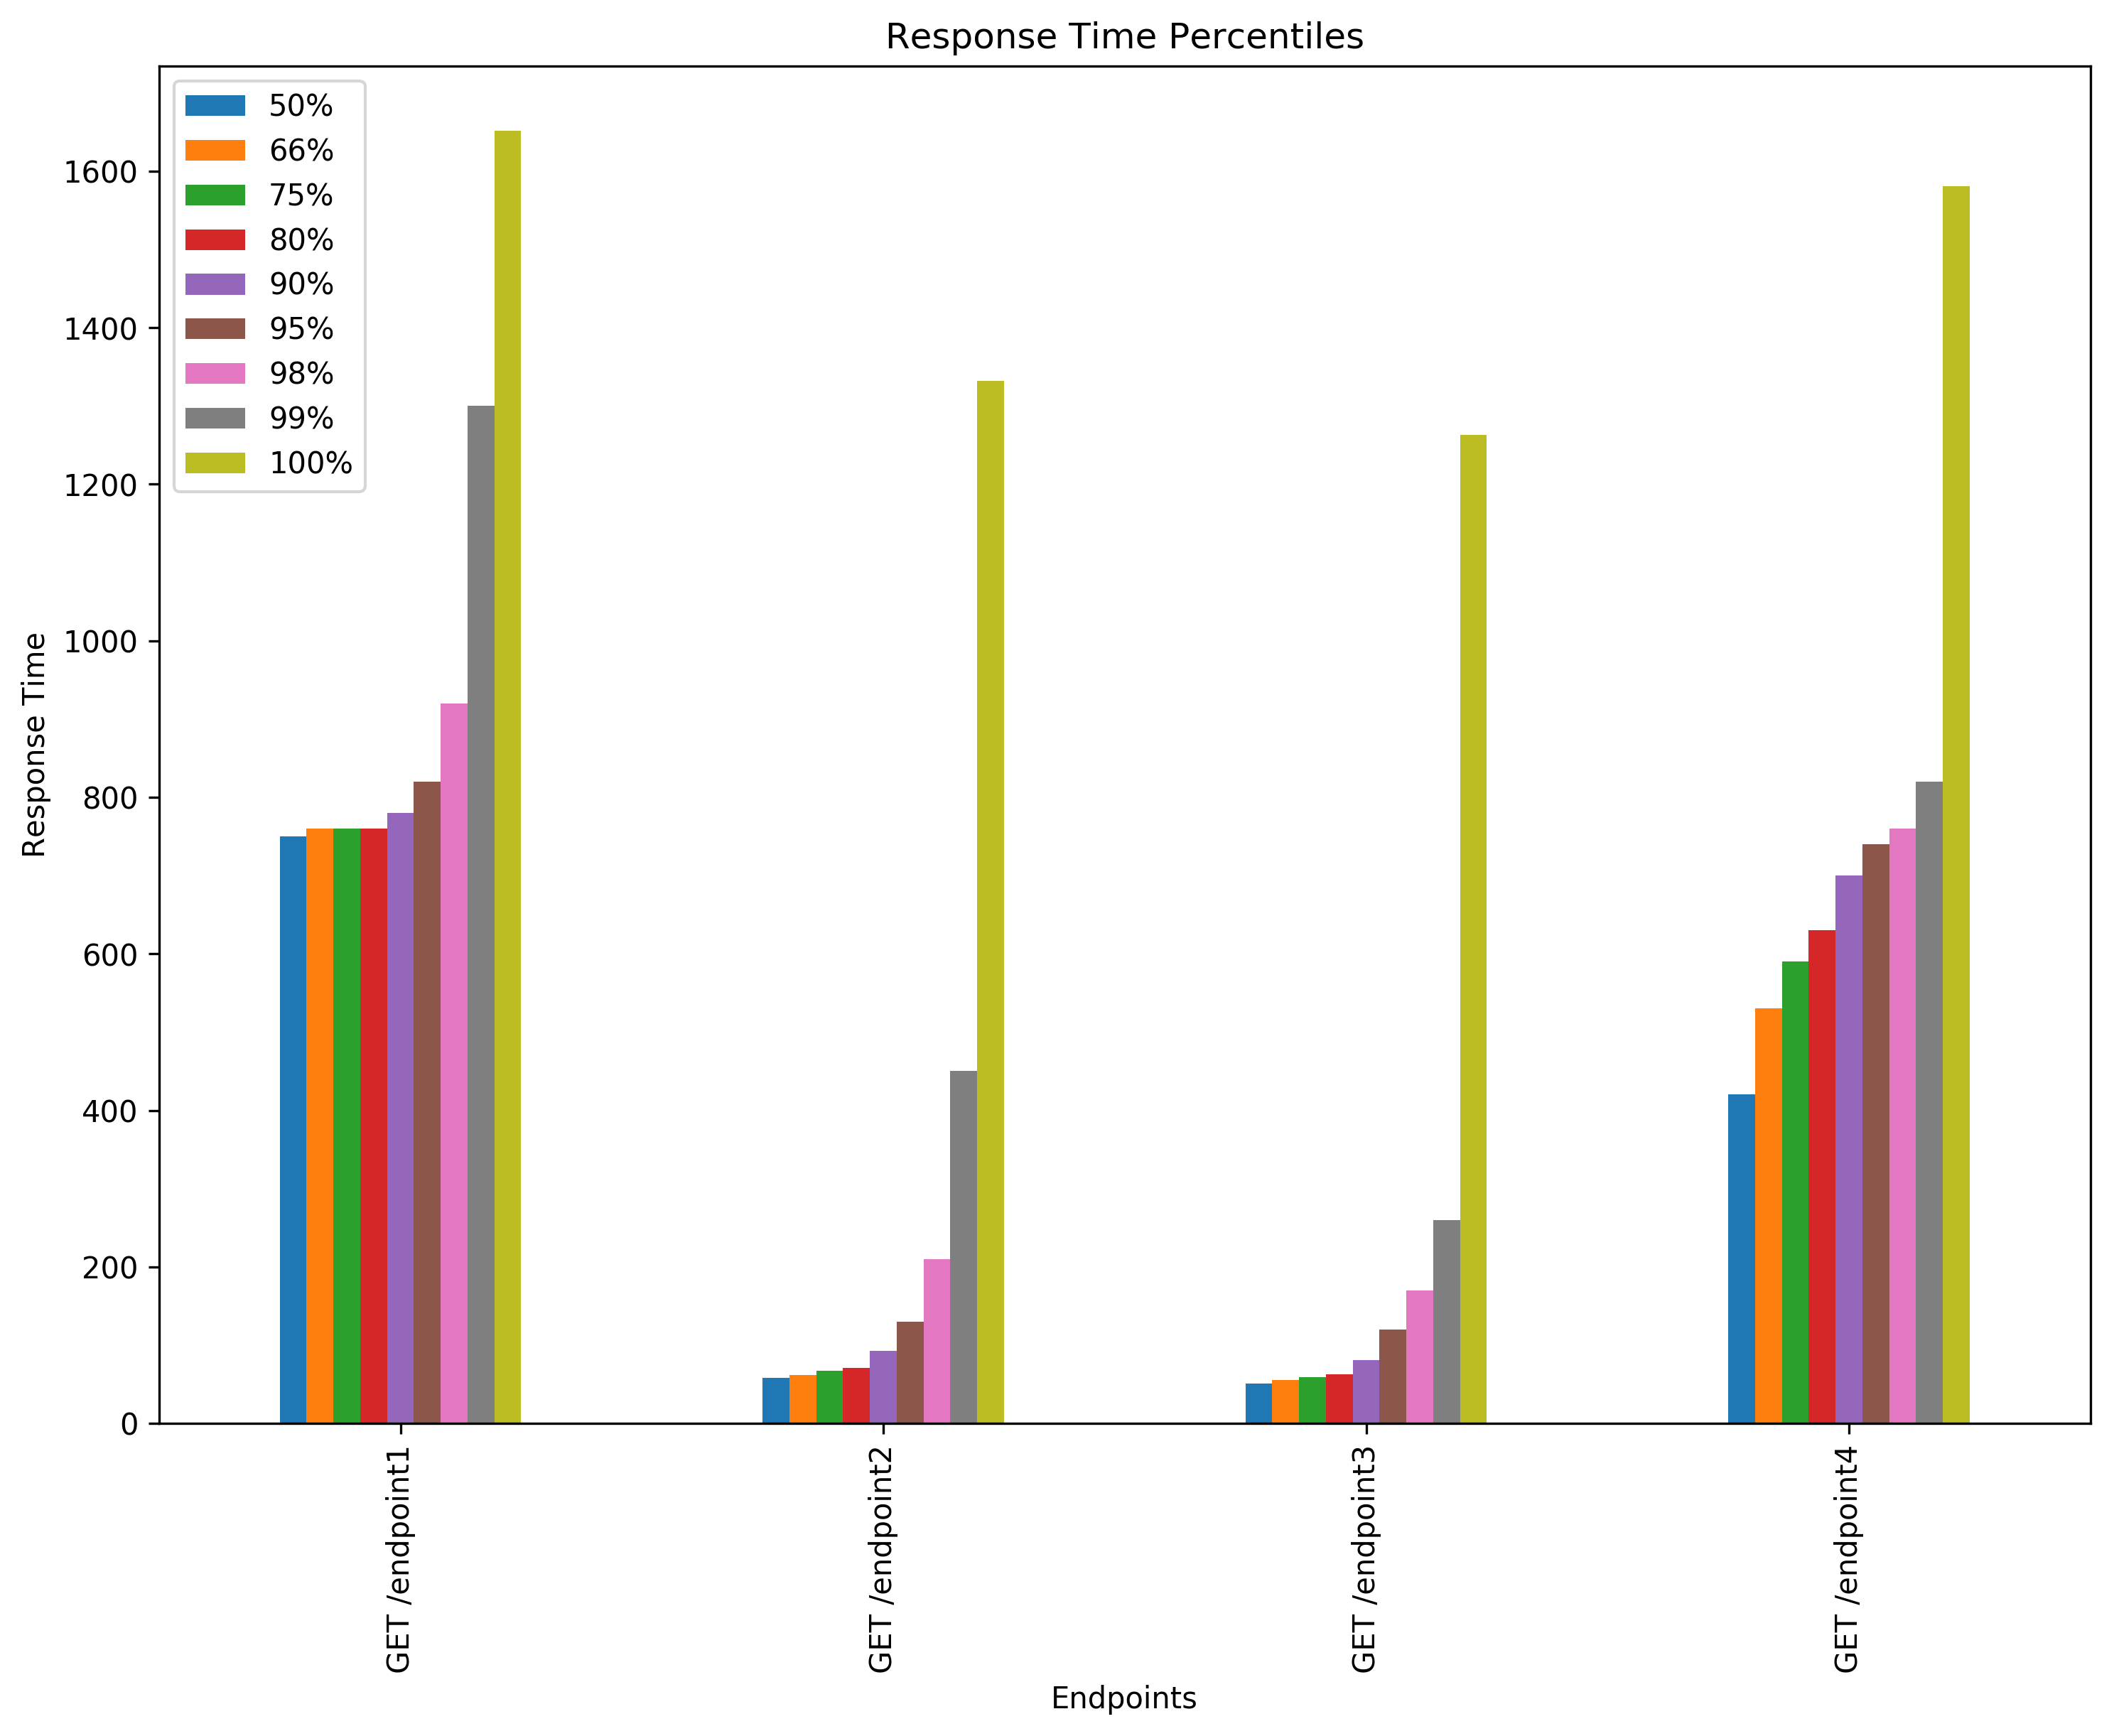 Response Time Percentiles
50%
66%
75%
80%
90%
95%
98%
99%
100%
Response Time
1600
1400
1200
1000
800
600
400
200
0
GET /endpoint1
GET /endpoint2
GET /endpoint3
GET /endpoint4
Endpoints